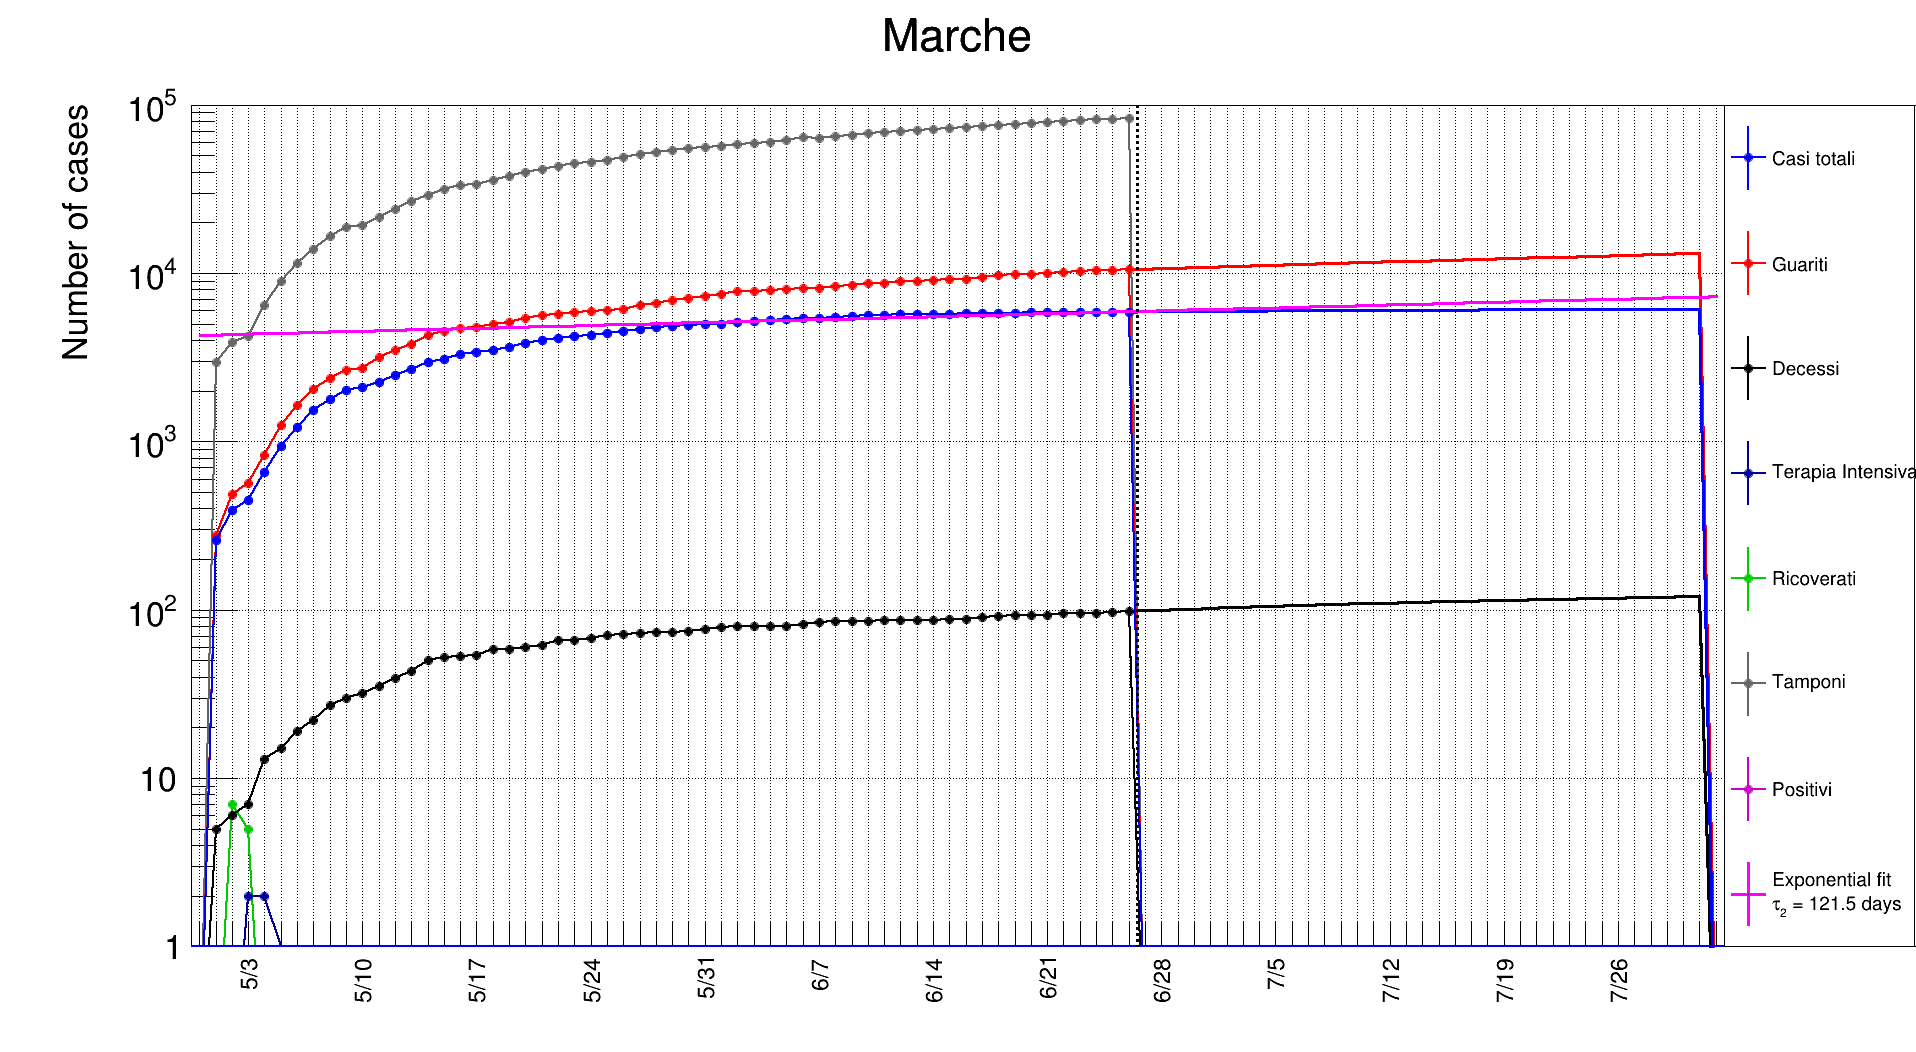 Marche
Number of cases
10^5
10^4
10^3
10^2
10
1
5/3
5/10
5/17
5/24
5/31
6/7
6/14
6/21
6/28
7/5
7/12
7/19
7/26
Casi totali
Guariti
Decessi
Terapia Intensiva
Ricoverati
Tamponi
Positivi
Exponential fit
τ₂ = 121.5 days